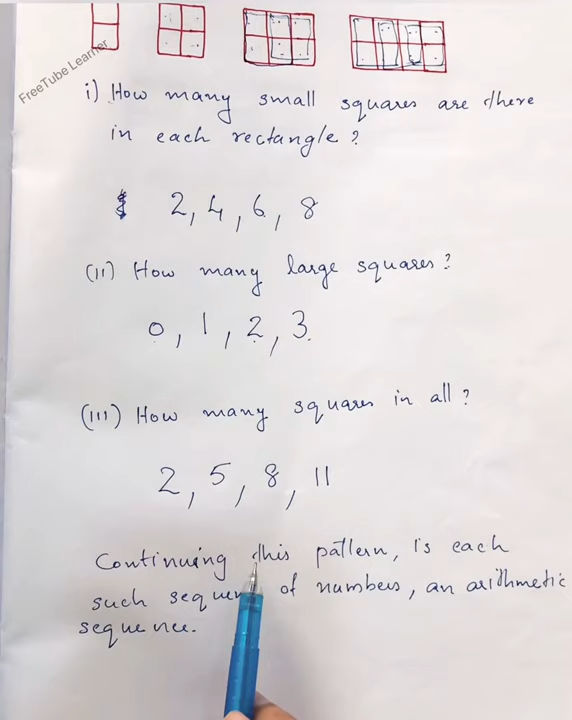 FreeTube Learner
i) How many small squares are there
in each rectangle?
2, 4, 6, 8
(ii) How many large squares?
0, 1, 2, 3.
(iii) How many squares in all?
2, 5, 8, 11
Continuing this pattern, is each
such of numbers, an arithmetic
sequence.